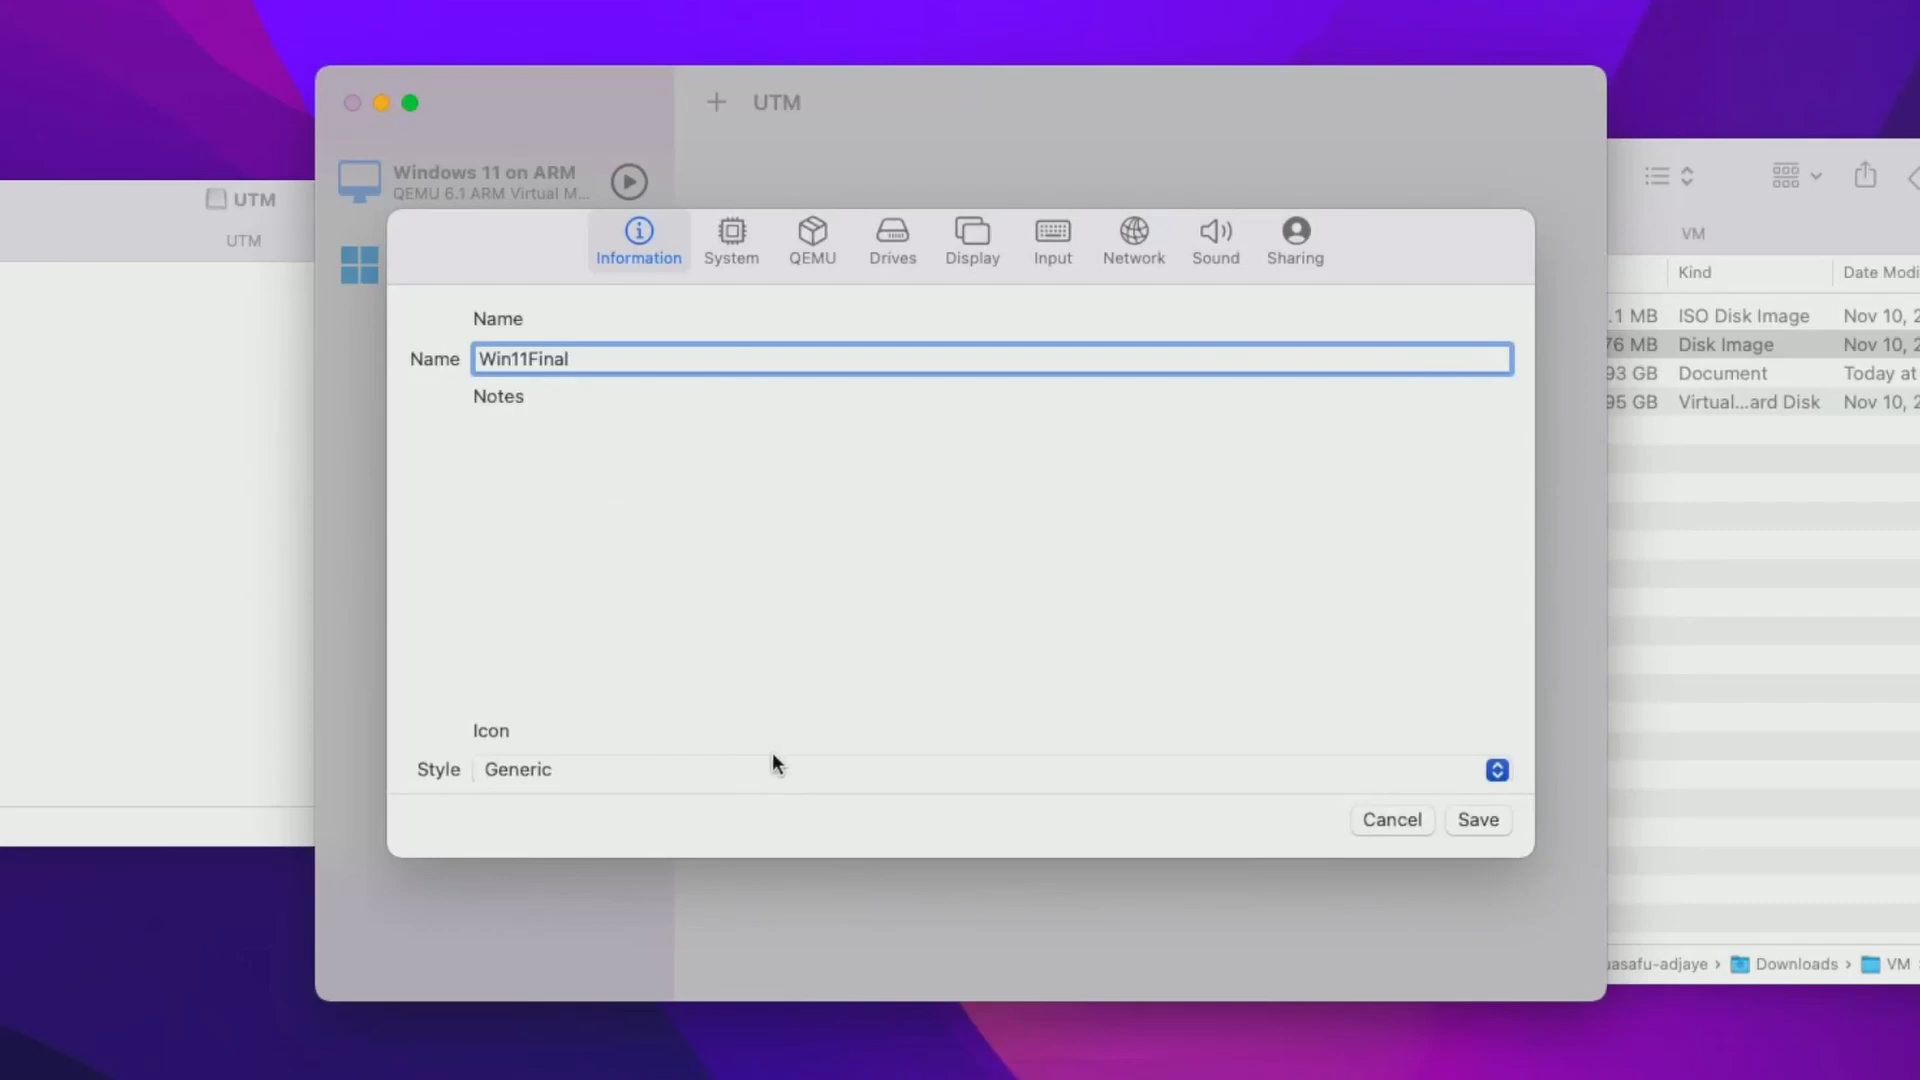 UTM
UTM
UTM
Windows 11 on ARM
QEMU 6.1 ARM Virtual M...
Information
System
QEMU
Drives
Display
Input
Network
Sound
Sharing
Name
Name
Win11Final
Notes
Icon
Style
Generic
Cancel
Save
VM
Kind
Date Modi
.1 MB ISO Disk Image Nov 10, 2
76 MB Disk Image Nov 10, 2
93 GB Document Today at
95 GB Virtual...ard Disk Nov 10, 2
uasafu-adjaye › Downloads › VM